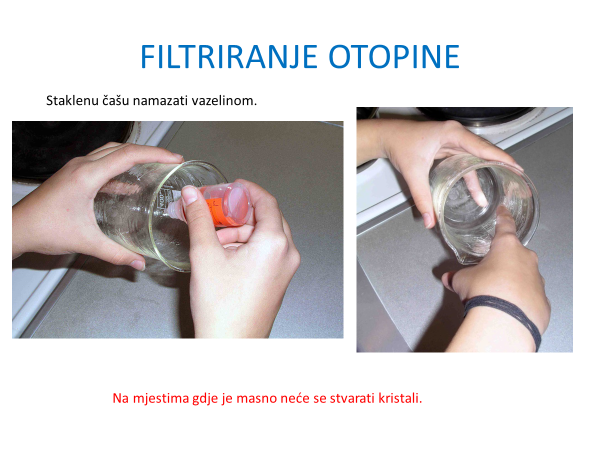 FILTRIRANJE OTOPINE
Staklenu čašu namazati vazelinom.
Na mjestima gdje je masno neće se stvarati kristali.